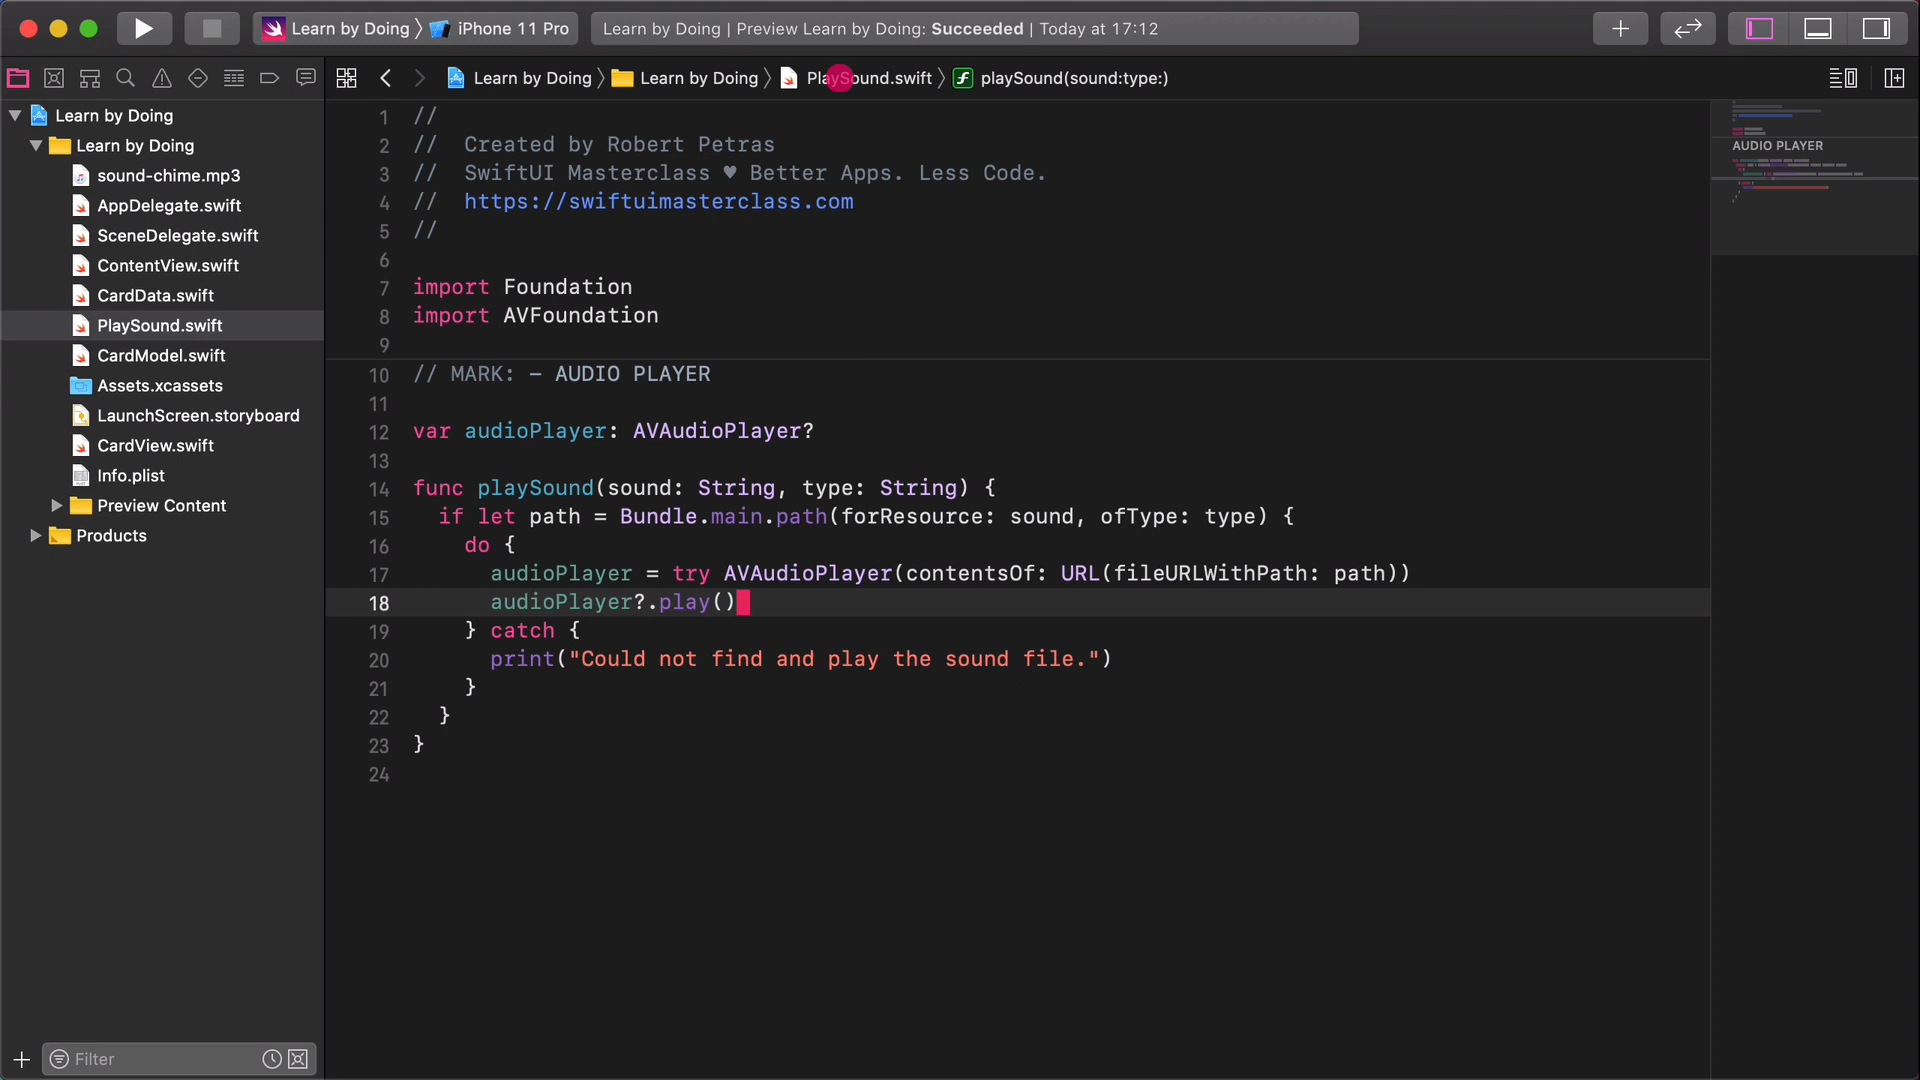 Learn by Doing 〉 iPhone 11 Pro
Learn by Doing | Preview Learn by Doing: Succeeded | Today at 17:12
Learn by Doing 〉 Learn by Doing 〉 PlaySound.swift 〉 playSound(sound:type:)
Learn by Doing
Learn by Doing
sound-chime.mp3
AppDelegate.swift
SceneDelegate.swift
ContentView.swift
CardData.swift
PlaySound.swift
CardModel.swift
Assets.xcassets
LaunchScreen.storyboard
CardView.swift
Info.plist
Preview Content
Products
Filter
1 //
2 // Created by Robert Petras
3 // SwiftUI Masterclass ♥ Better Apps. Less Code.
4 // https://swiftuimasterclass.com
5 //
6
7 import Foundation
8 import AVFoundation
9
10 // MARK: - AUDIO PLAYER
11
12 var audioPlayer: AVAudioPlayer?
13
14 func playSound(sound: String, type: String) {
15 if let path = Bundle.main.path(forResource: sound, ofType: type) {
16 do {
17 audioPlayer = try AVAudioPlayer(contentsOf: URL(fileURLWithPath: path))
18 audioPlayer?.play()
19 } catch {
20 print("Could not find and play the sound file.")
21 }
22 }
23 }
24
AUDIO PLAYER